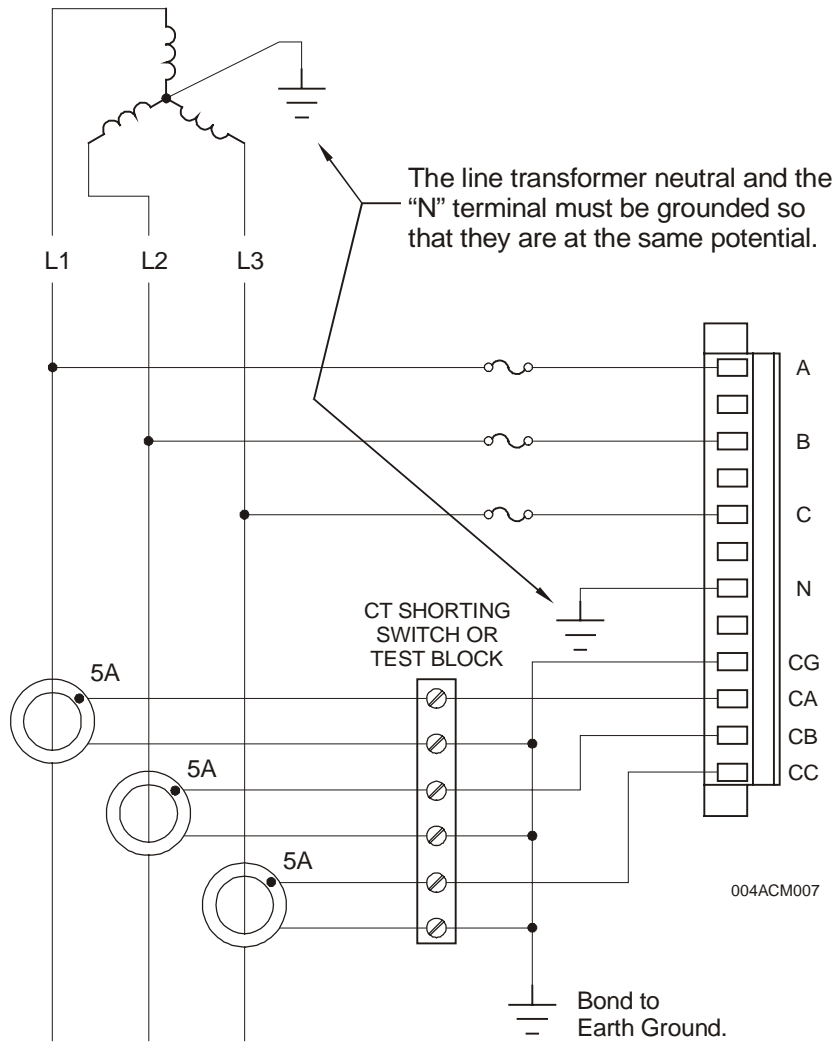 The line transformer neutral and the
“N” terminal must be grounded so
that they are at the same potential.
L1
L2
L3
A
B
C
N
CT SHORTING
SWITCH OR
TEST BLOCK
CG
5A
CA
CB
5A
CC
5A
004ACM007
Bond to
Earth Ground.